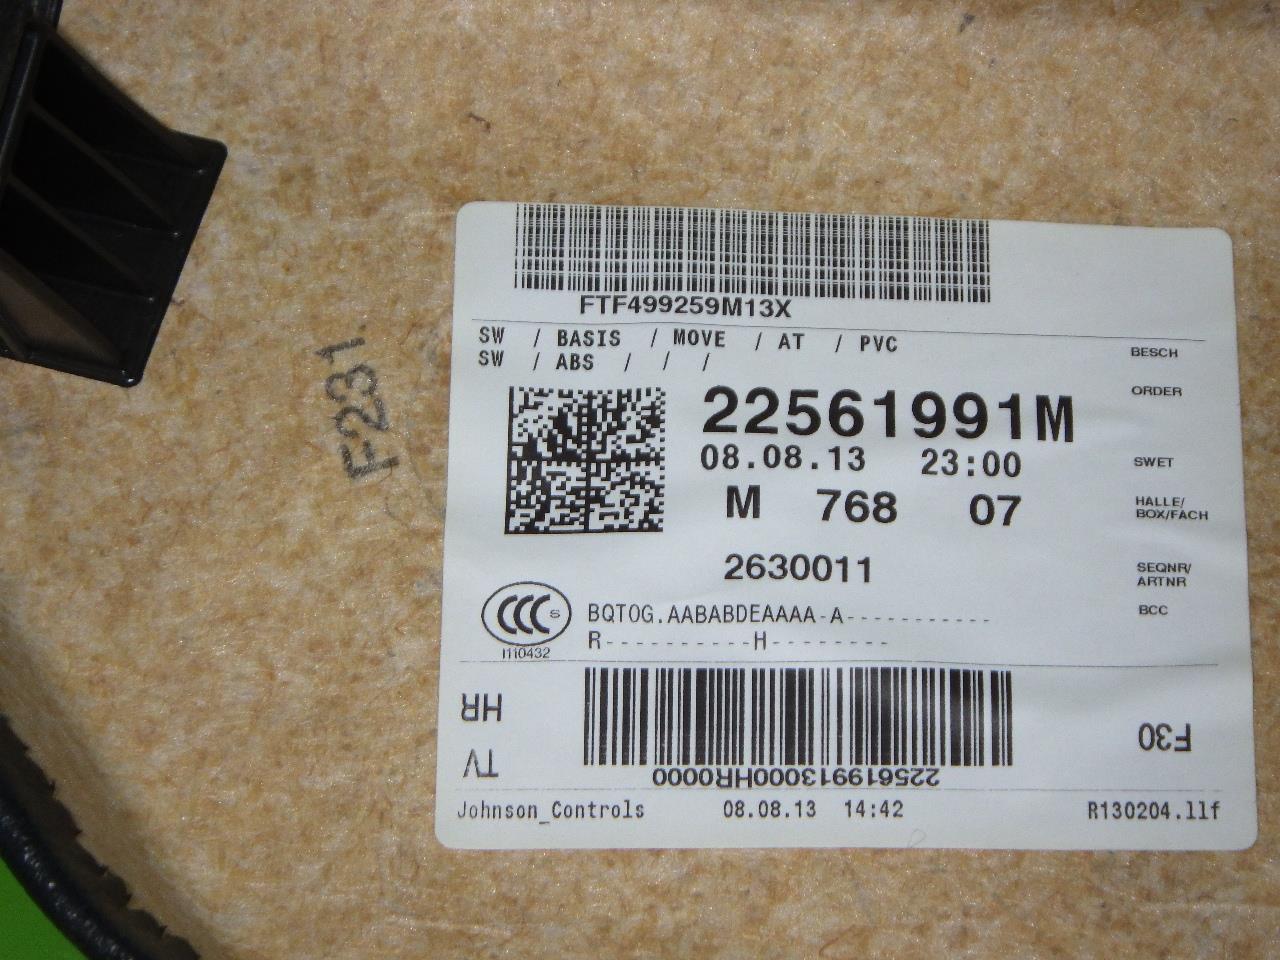 FTF499259M13X
SW / BASIS / MOVE / AT / PVC
SW / ABS / / /
BESCH
22561991M
ORDER
08.08.13 23:00
SWET
M 768 07
HALLE/
BOX/FACH
2630011
SEQNR/
ARTNR
CCC S
I110432
BQTOG.AABABDEAAAA-A-----------
BCC
R----------H--------
HR
TV
225619913000HR0000
F30
Johnson_Controls 08.08.13 14:42 R130204.llf
F231.